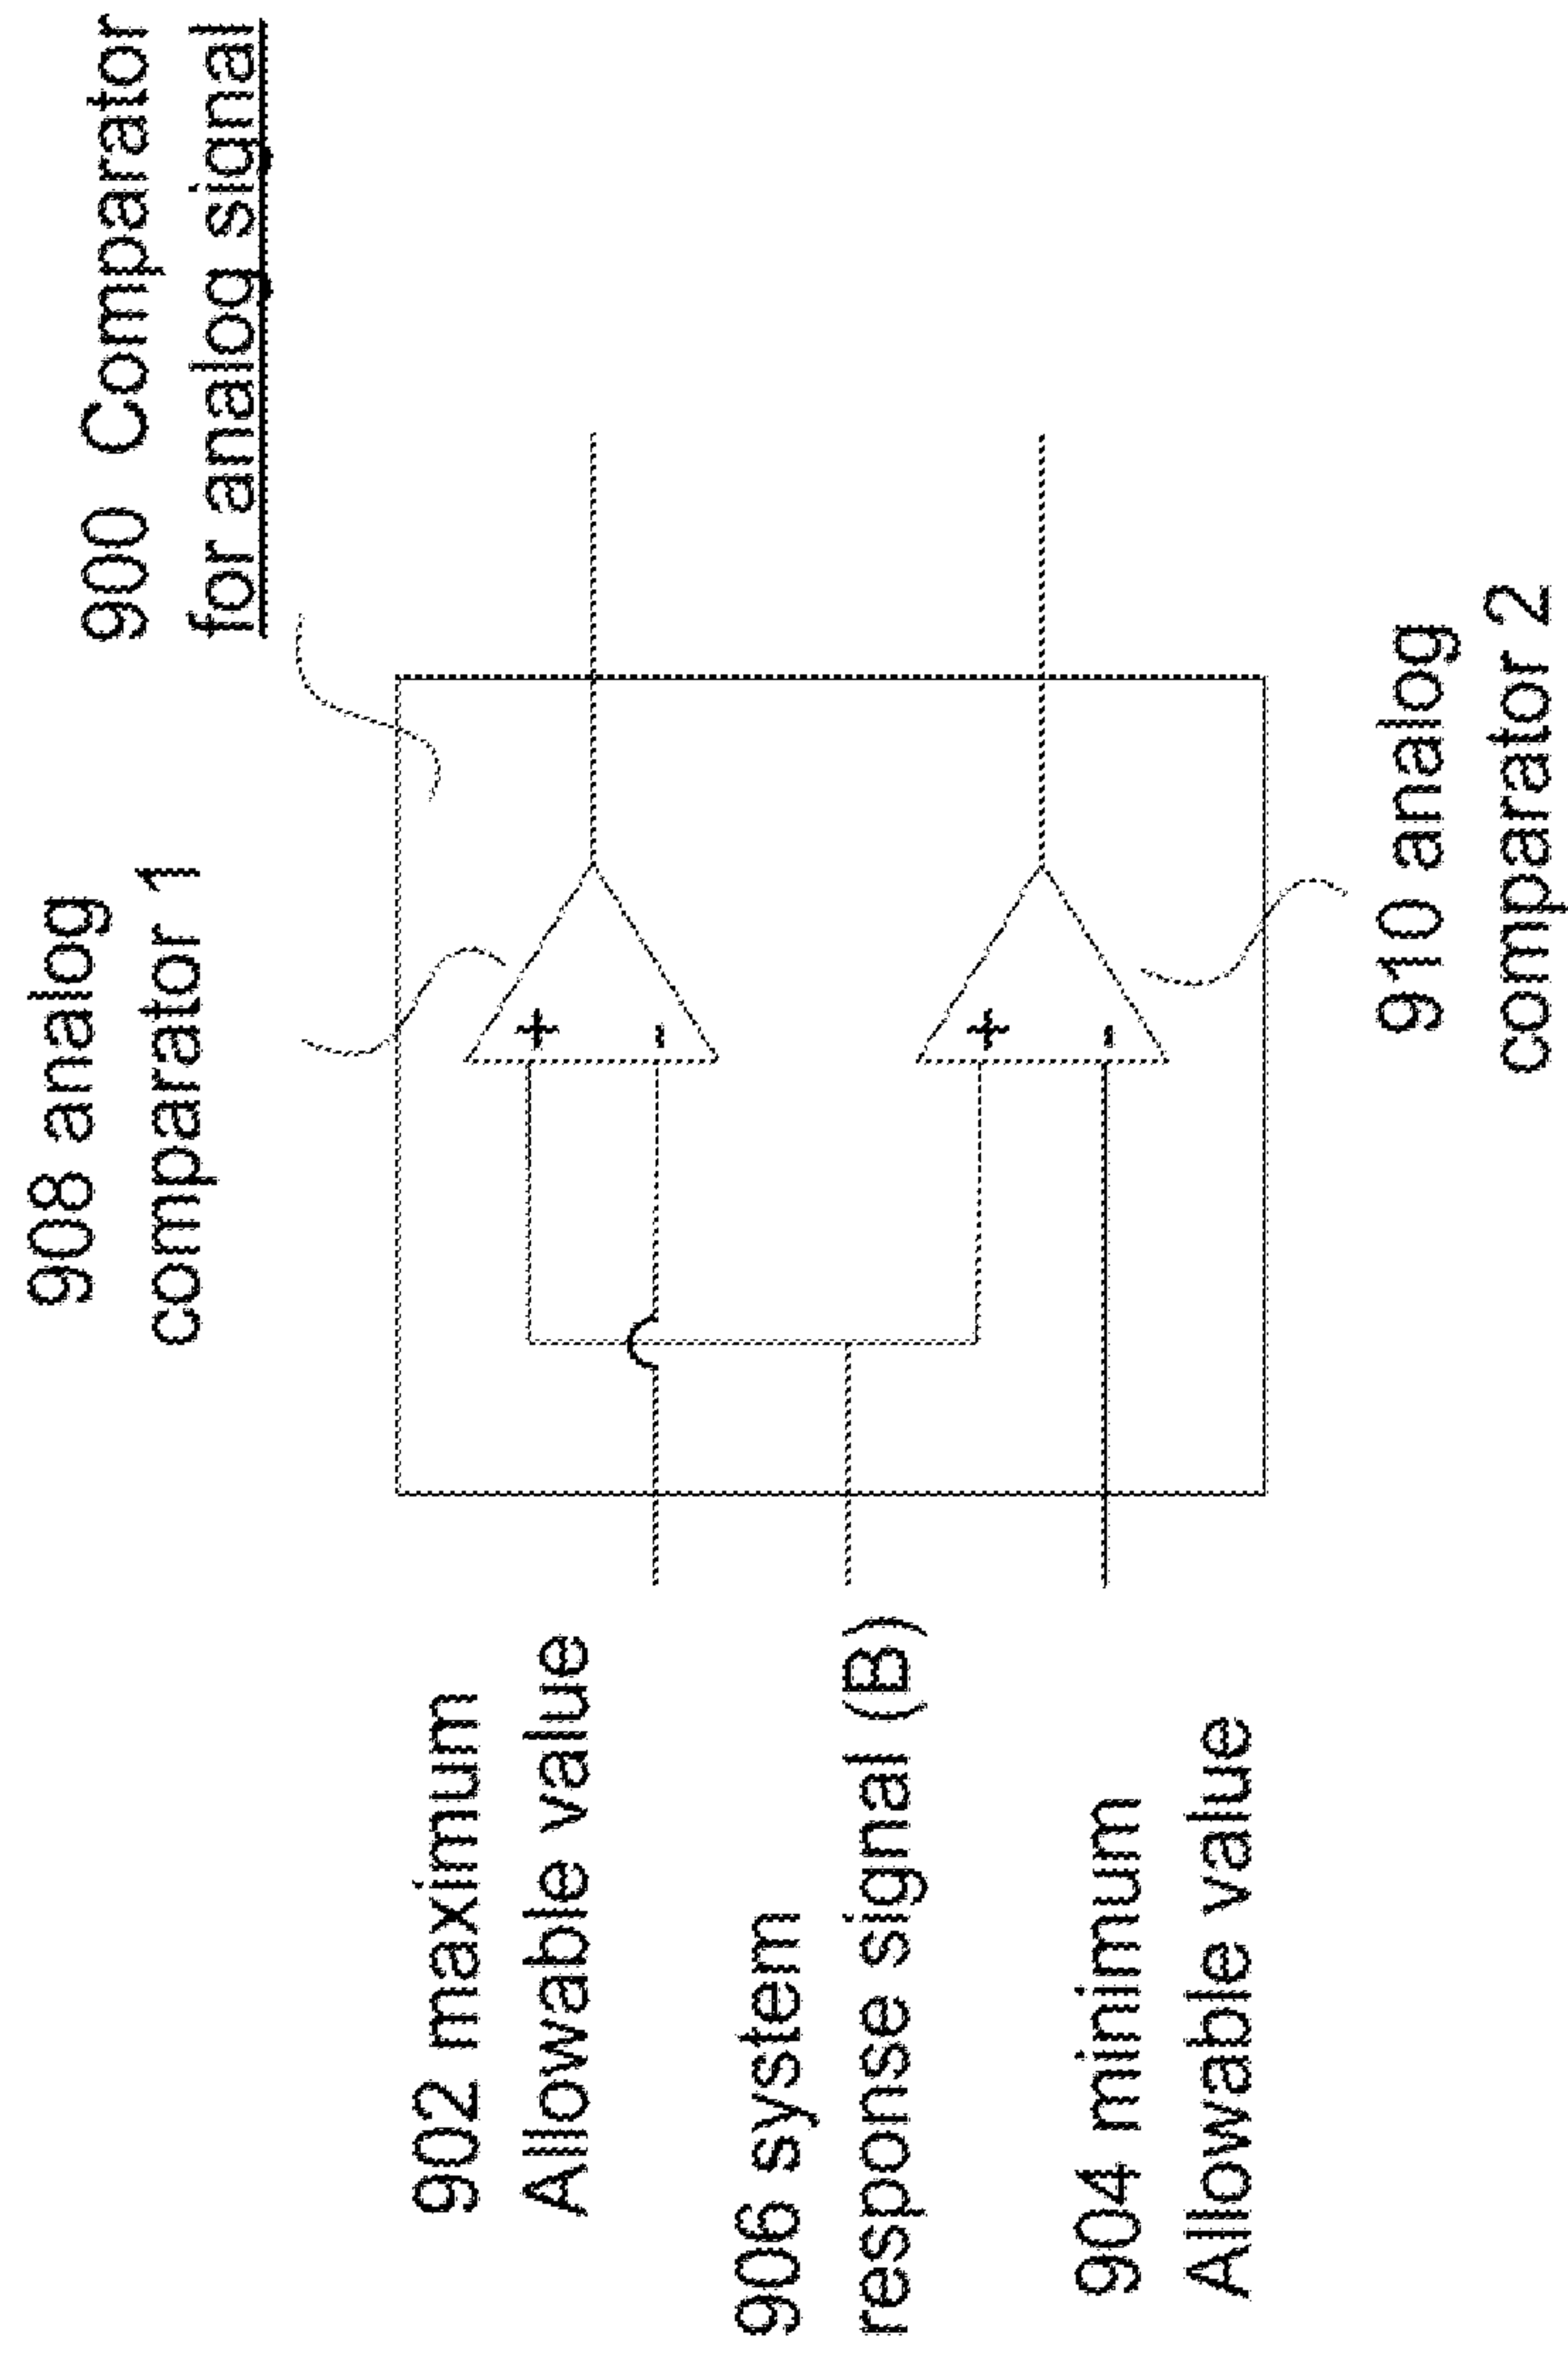 900 Comparator
for analog signal
908 analog
comparator 1
902 maximum
Allowable value
+
-
906 system
response signal (B)
+
-
904 minimum
Allowable value
910 analog
comparator 2